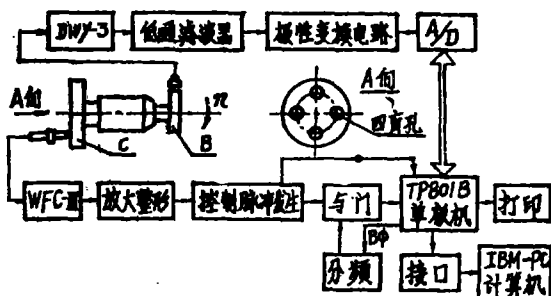 DWY-3
低通滤波器
极性变换电路
A/D
A向
n
C
B
A向
四盲孔
WFC-Ⅲ
放大整形
控制脉冲发生
与门
TP801B
单板机
打印
BΦ
分频
接口
IBM-PC
计算机